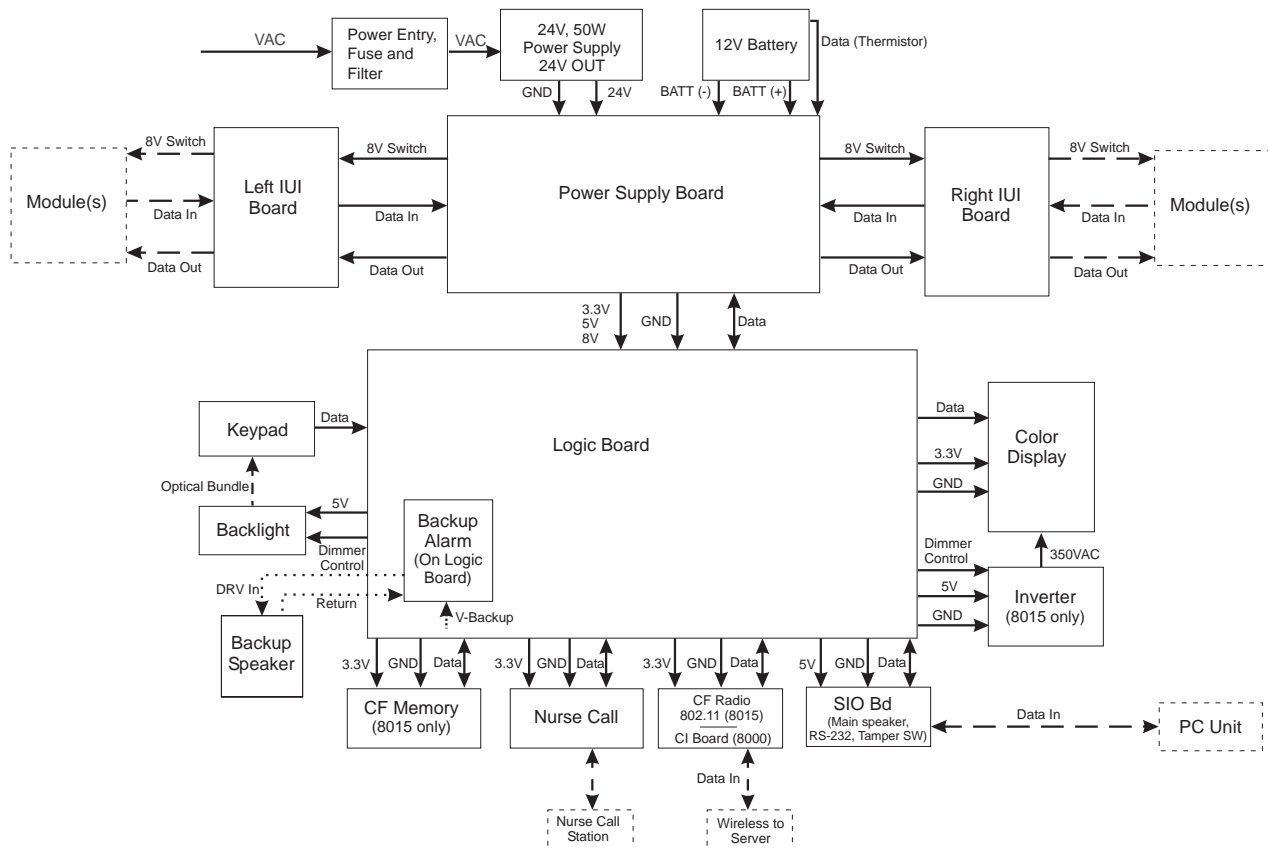 VAC
Power Entry,
Fuse and
Filter
VAC
24V, 50W
Power Supply
24V OUT
12V Battery
Data (Thermistor)
GND
24V
BATT (-)
BATT (+)
8V Switch
8V Switch
8V Switch
8V Switch
Module(s)
Left IUI
Board
Power Supply Board
Right IUI
Board
Module(s)
Data In
Data In
Data In
Data In
Data Out
Data Out
Data Out
Data Out
3.3V
5V
8V
GND
Data
Keypad
Data
Logic Board
Data
Color
Display
3.3V
GND
Optical Bundle
5V
Backlight
Dimmer
Control
Backup
Alarm
(On Logic
Board)
350VAC
Dimmer
Control
5V
GND
Inverter
(8015 only)
DRV In
Return
V-Backup
Backup
Speaker
3.3V
GND
Data
3.3V
GND
Data
3.3V
GND
Data
5V
GND
Data
CF Memory
(8015 only)
Nurse Call
CF Radio
802.11 (8015)
CI Board (8000)
SIO Bd
(Main speaker,
RS-232, Tamper SW)
Data In
PC Unit
Data In
Nurse Call
Station
Wireless to
Server